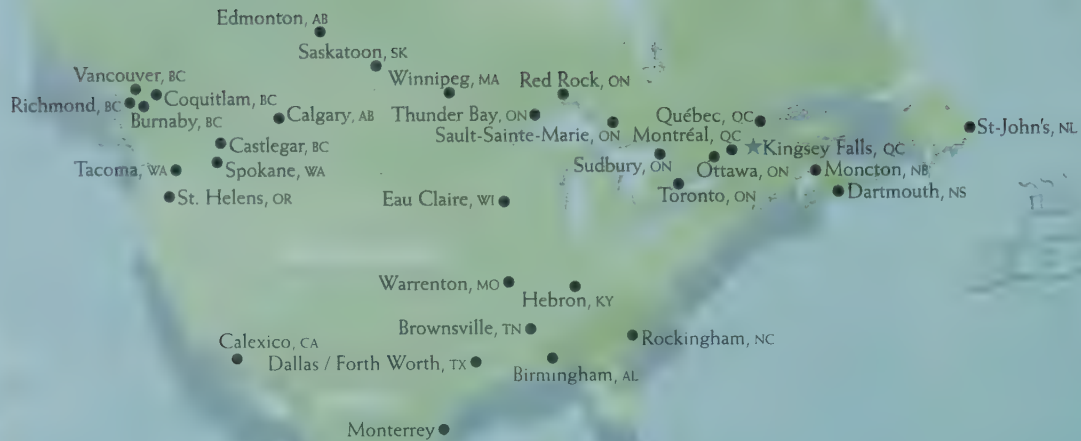 Edmonton, AB
Saskatoon, SK
Vancouver, BC
Winnipeg, MA
Red Rock, ON
Richmond, BC
Coquitlam, BC
Burnaby, BC
Calgary, AB
Thunder Bay, ON
Québec, QC
Sault-Sainte-Marie, ON
Montréal, QC
St-John's, NL
Castlegar, BC
Kingsey Falls, QC
Tacoma, WA
Spokane, WA
Sudbury, ON
Ottawa, ON
Moncton, NB
St. Helens, OR
Eau Claire, WI
Toronto, ON
Dartmouth, NS
Warrenton, MO
Hebron, KY
Brownsville, TN
Rockingham, NC
Calexico, CA
Dallas / Forth Worth, TX
Birmingham, AL
Monterrey